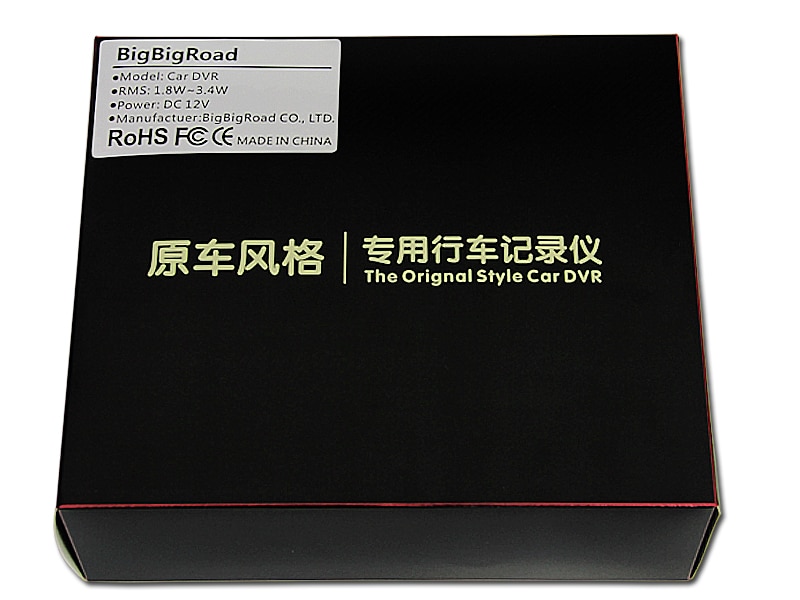 BigBigRoad
●Model: Car DVR
●RMS: 1.8W~3.4W
●Power: DC 12V
●Manufactuer:BigBigRoad CO., LTD.
RoHS FC CE MADE IN CHINA
原车风格
专用行车记录仪
The Orignal Style Car DVR